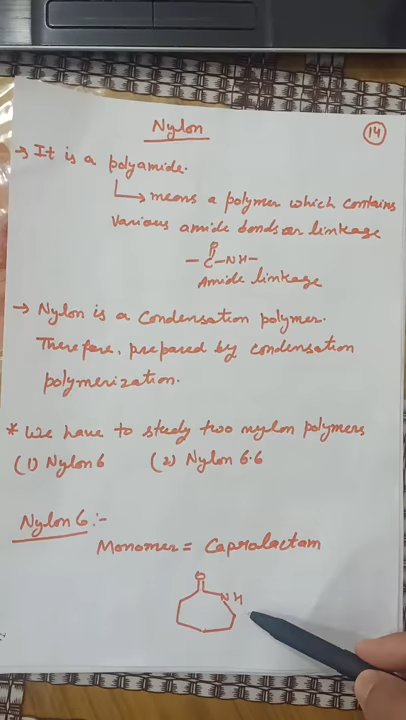 Nylon
14
→ It is a polyamide.
↳ means a polymer which contains
various amide bonds or linkage
O
-C-NH-
Amide linkage
→ Nylon is a condensation polymer.
Therefore, prepared by condensation
polymerization.
* We have to study two nylon polymers
(1) Nylon 6 (2) Nylon 6.6
Nylon 6:-
Monomer = Caprolactam
O
NH